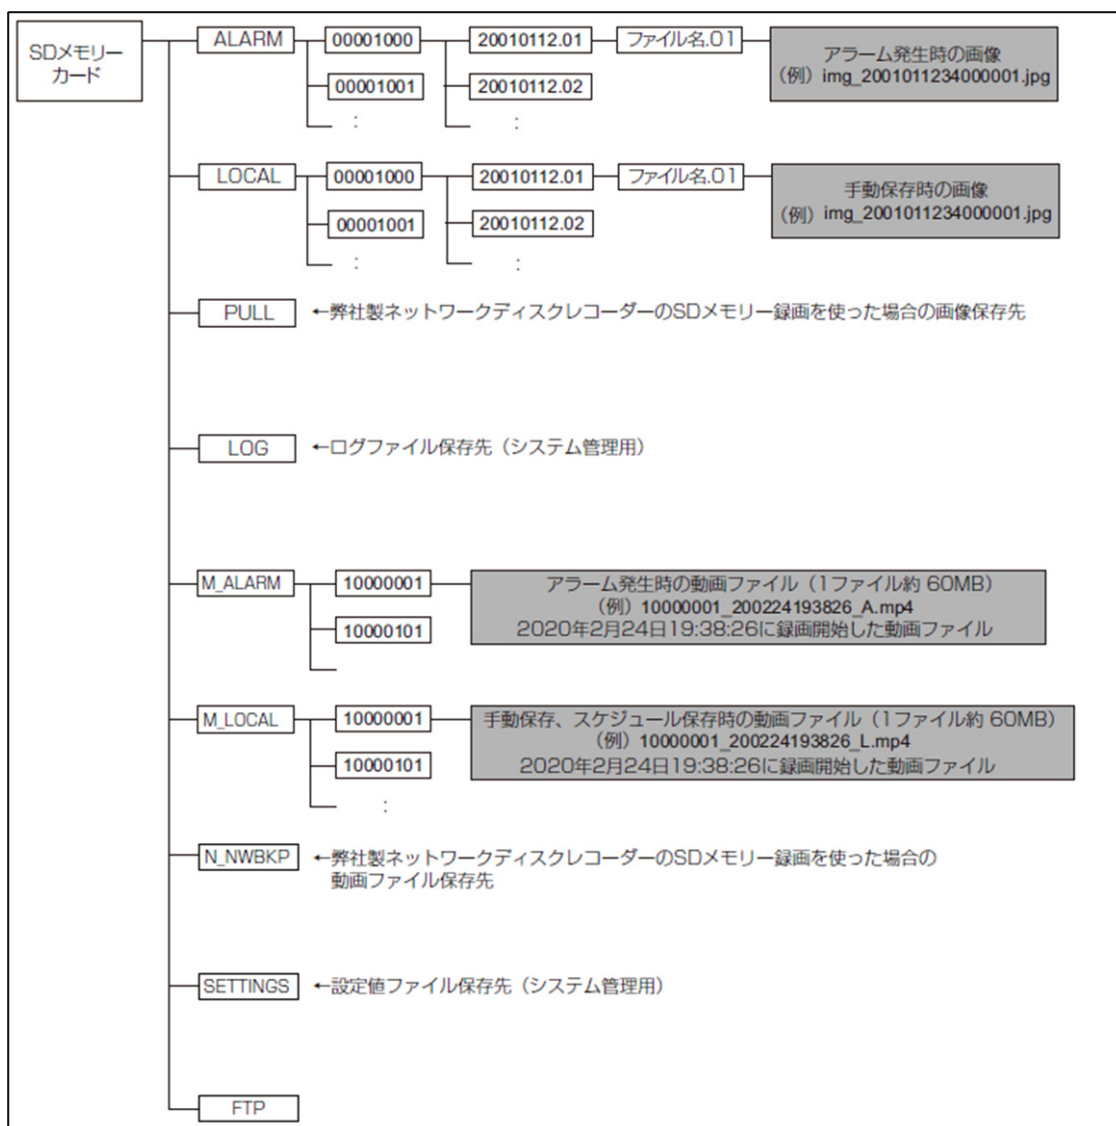 SDメモリー
カード
ALARM
00001000
20010112.01
ファイル名.01
アラーム発生時の画像
（例）img_2001011234000001.jpg
00001001
20010112.02
：
：
LOCAL
00001000
20010112.01
ファイル名.01
手動保存時の画像
（例）img_2001011234000001.jpg
00001001
20010112.02
：
：
PULL
←弊社製ネットワークディスクレコーダーのSDメモリー録画を使った場合の画像保存先
LOG
←ログファイル保存先（システム管理用）
M_ALARM
10000001
アラーム発生時の動画ファイル（1ファイル約 60MB）
（例）10000001_200224193826_A.mp4
2020年2月24日19:38:26に録画開始した動画ファイル
10000101
M_LOCAL
10000001
手動保存、スケジュール保存時の動画ファイル（1ファイル約 60MB）
（例）10000001_200224193826_L.mp4
2020年2月24日19:38:26に録画開始した動画ファイル
10000101
：
N_NWBKP
←弊社製ネットワークディスクレコーダーのSDメモリー録画を使った場合の
動画ファイル保存先
SETTINGS
←設定値ファイル保存先（システム管理用）
FTP